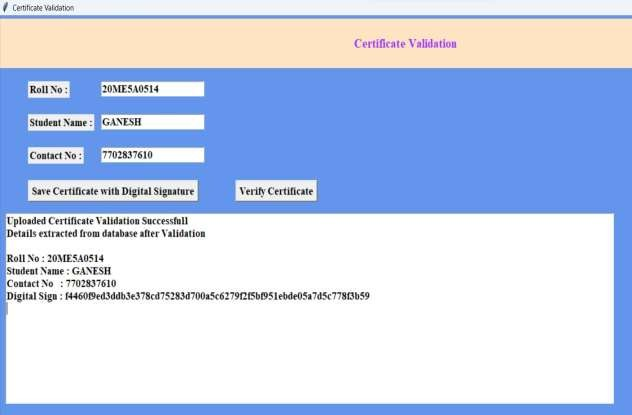 Certificate Validation
Certificate Validation
Roll No : 20ME5A0514
Student Name : GANESH
Contact No : 7702837610
Save Certificate with Digital Signature Verify Certificate
Uploaded Certificate Validation Successfull
Details extracted from database after Validation
Roll No : 20ME5A0514
Student Name : GANESH
Contact No : 7702837610
Digital Sign : f4460f9ed3ddb3e378cd75283d700a5c6279f2f5bf951ebde05a7d5c778f3b59